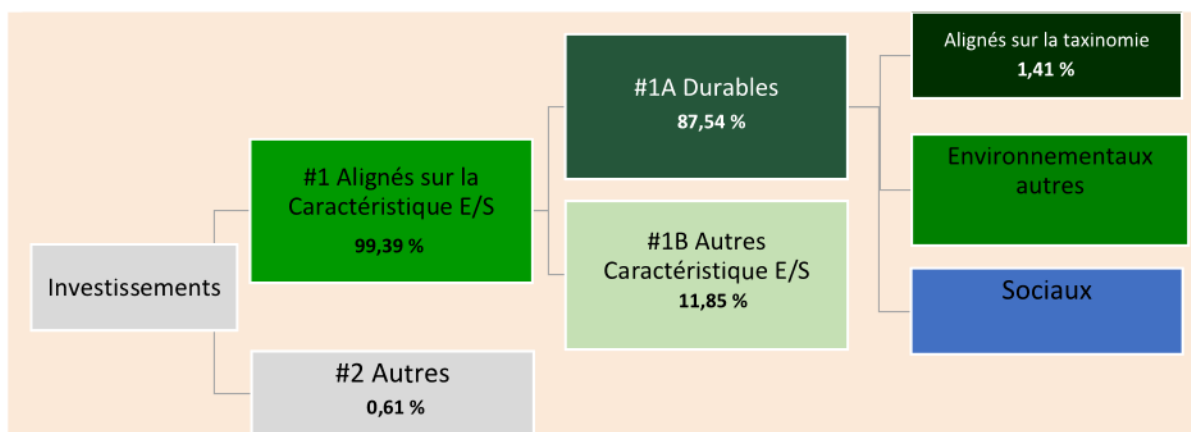 Investissements
#1 Alignés sur la
Caractéristique E/S
99,39 %
#2 Autres
0,61 %
#1A Durables
87,54 %
#1B Autres
Caractéristique E/S
11,85 %
Alignés sur la taxinomie
1,41 %
Environnementaux
autres
Sociaux